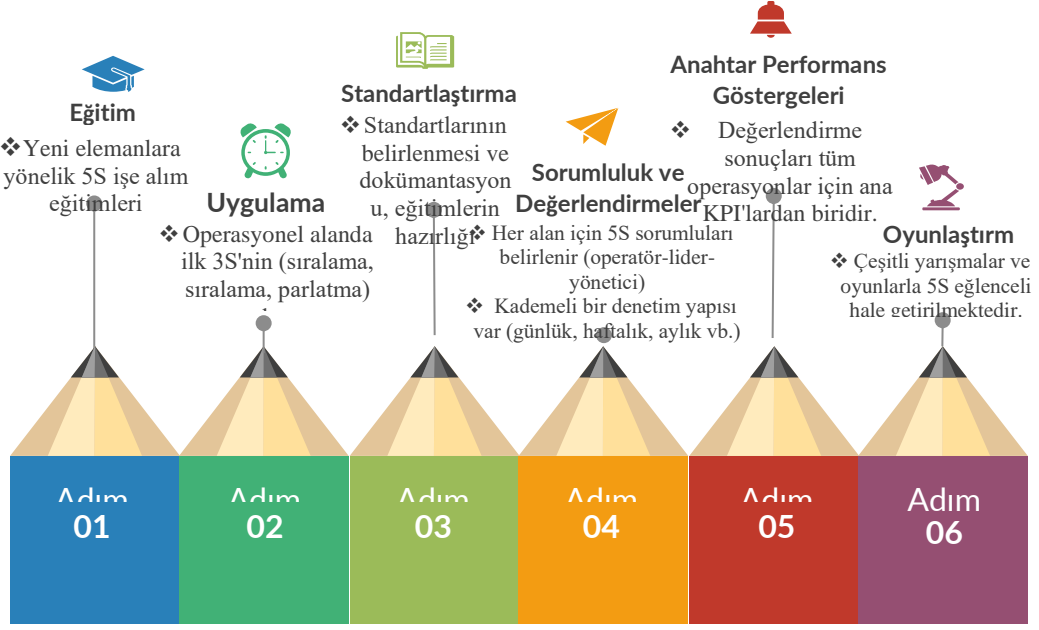 Eğitim
❖ Yeni elemanlara
yönelik 5S işe alım
eğitimleri
Adım
01
Uygulama
❖ Operasyonel alanda
ilk 3S'nin (sıralama,
sıralama, parlatma)
Adım
02
Standartlaştırma
❖ Standartlarının
belirlenmesi ve
dokümantasyon
u, eğitimlerin
hazırlığı
Adım
03
Sorumluluk ve
Değerlendirmeler
❖ Her alan için 5S sorumluları
belirlenir (operatör-lider-
yönetici)
❖ Kademeli bir denetim yapısı
var (günlük, haftalık, aylık vb.)
Adım
04
Anahtar Performans
Göstergeleri
❖ Değerlendirme
sonuçları tüm
operasyonlar için ana
KPI'lardan biridir.
Adım
05
Oyunlaştırm
❖ Çeşitli yarışmalar ve
oyunlarla 5S eğlenceli
hale getirilmektedir.
Adım
06